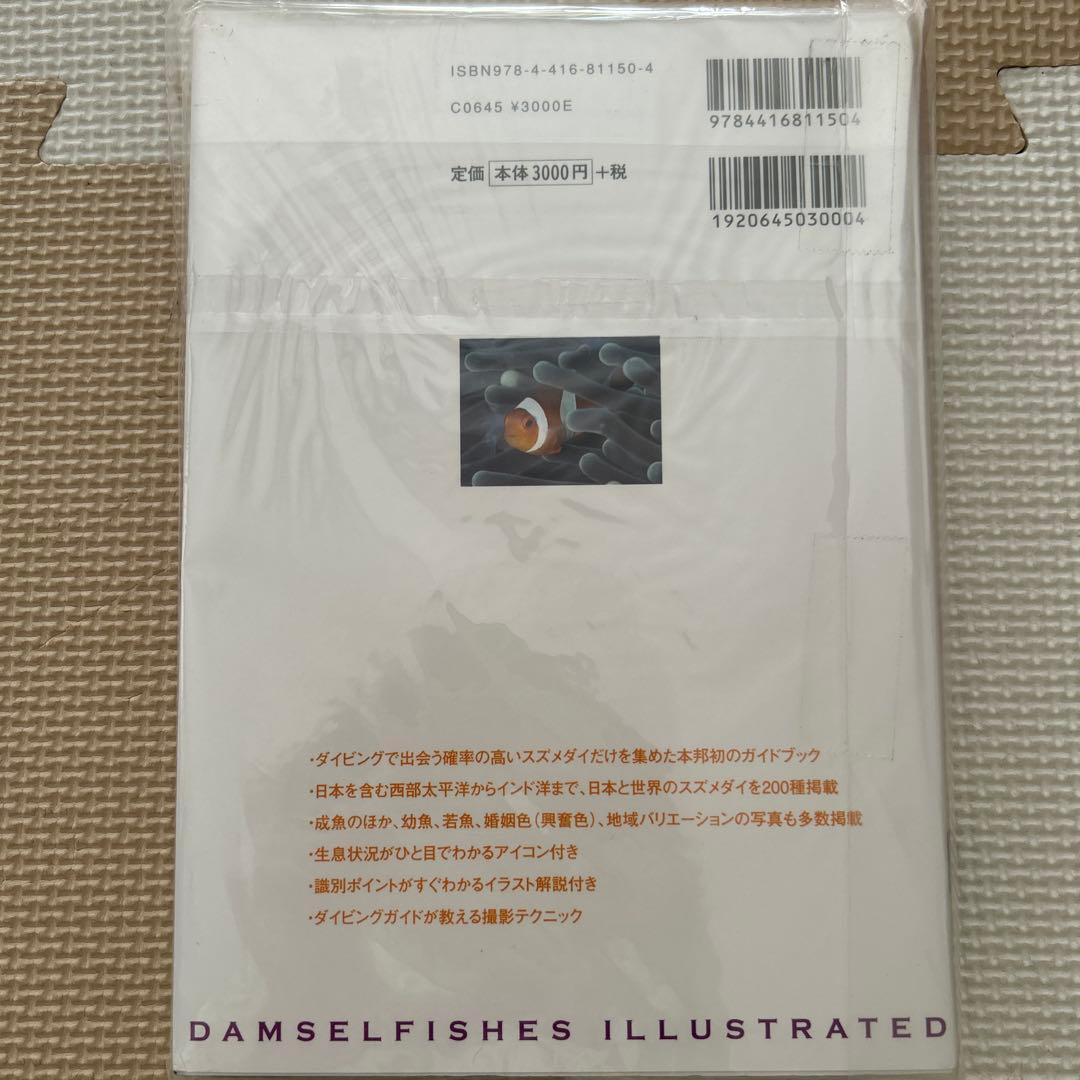 ISBN978-4-416-81150-4
C0645 ¥3000E
9784416811504
定価 本体3000円 +税
1920645030004
・ダイビングで出会う確率の高いスズメダイだけを集めた本邦初のガイドブック
・日本を含む西部太平洋からインド洋まで、日本と世界のスズメダイを200種掲載
・成魚のほか、幼魚、若魚、婚姻色（興奮色）、地域バリエーションの写真も多数掲載
・生息状況がひと目でわかるアイコン付き
・識別ポイントがすぐわかるイラスト解説付き
・ダイビングガイドが教える撮影テクニック
DAMSELFISHES ILLUSTRATED